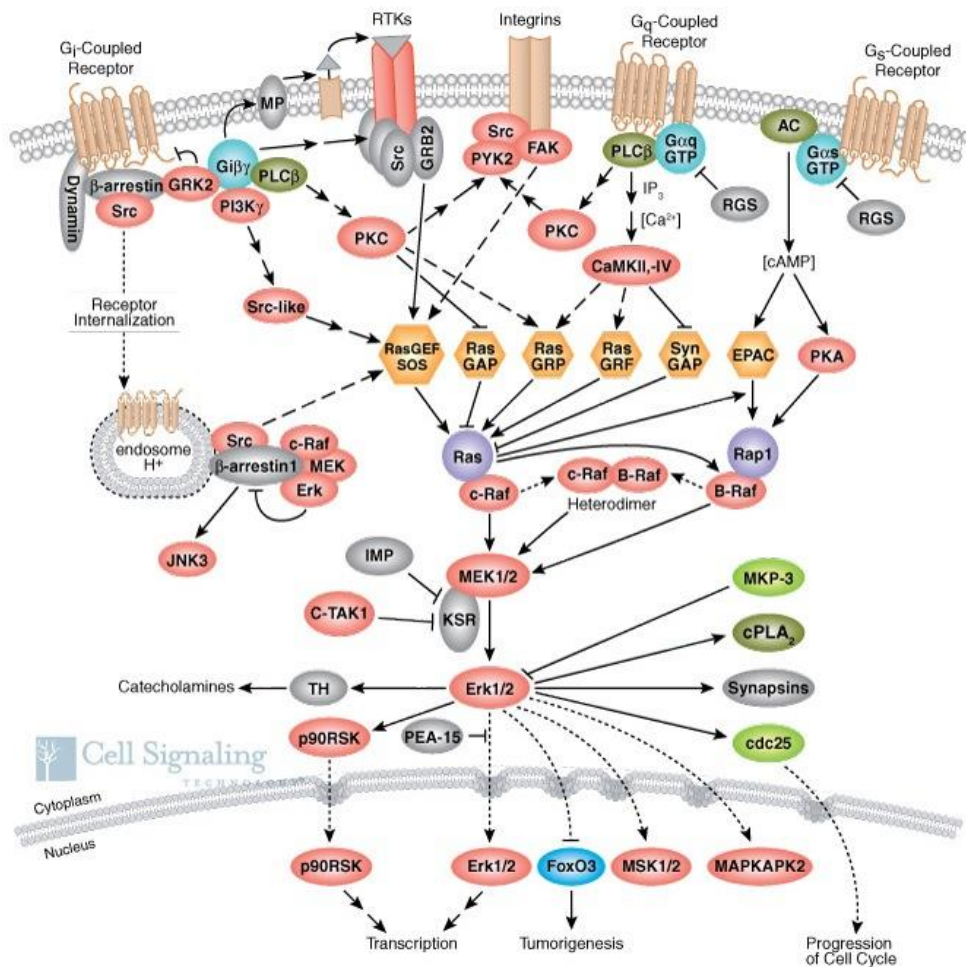 RTKs
Integrins
Gq-Coupled
Receptor
Gi-Coupled
Receptor
Gs-Coupled
Receptor
MP
Src
GRB2
Src
PYK2
FAK
PLCβ
Gαq
GTP
AC
Gαs
GTP
Dynamin
β-arrestin
Src
GRK2
Giβγ
PLCβ
PI3Kγ
IP3
RGS
RGS
PKC
PKC
[Ca2+]
CaMKII,-IV
[cAMP]
Receptor
Internalization
Src-like
RasGEF
SOS
Ras
GAP
Ras
GRP
Ras
GRF
Syn
GAP
EPAC
PKA
endosome
H+
Src
c-Raf
β-arrestin1
MEK
Erk
Ras
c-Raf
c-Raf
B-Raf
Heterodimer
Rap1
B-Raf
JNK3
IMP
MEK1/2
KSR
C-TAK1
MKP-3
cPLA2
Catecholamines
TH
Erk1/2
Synapsins
p90RSK
PEA-15
cdc25
Cell Signaling
TECHNOLOGY®
Cytoplasm
Nucleus
p90RSK
Erk1/2
FoxO3
MSK1/2
MAPKAPK2
Transcription
Tumorigenesis
Progression
of Cell Cycle